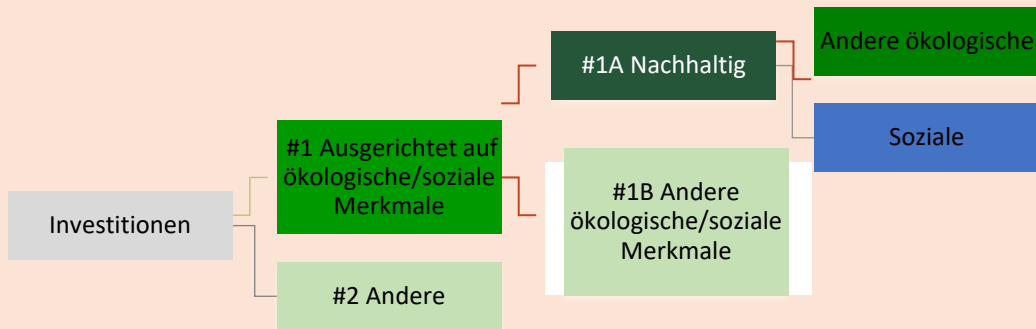 Investitionen
#1 Ausgerichtet auf
ökologische/soziale
Merkmale
#2 Andere
#1A Nachhaltig
#1B Andere
ökologische/soziale
Merkmale
Andere ökologische
Soziale